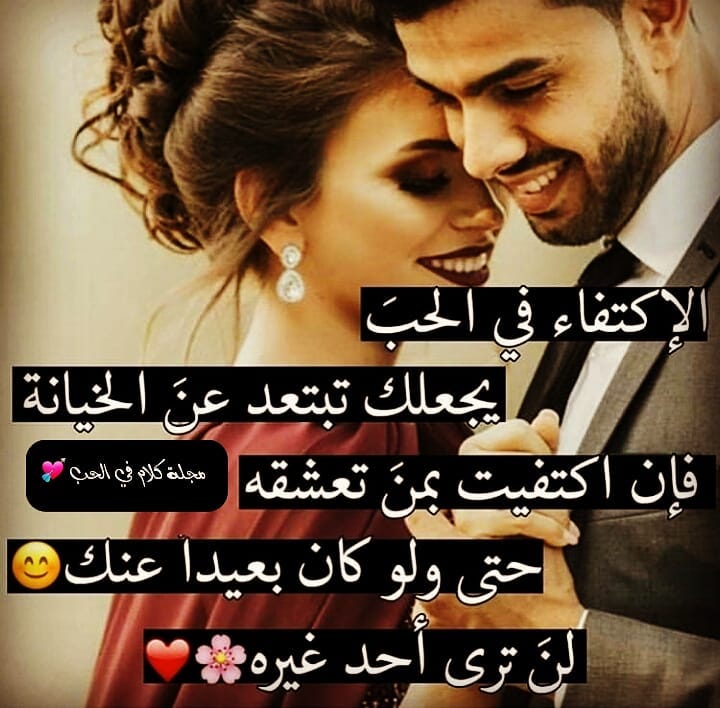 الإكتفاء في الحبَ
يجعلك تبتعد عنَ الخيانة
فإن اكتفيت بمنَ تعشقه
مجلة كلام في الحب 💘
حتى ولو كان بعيداً عنك😊
لنَ ترى أحد غيره🌸❤️